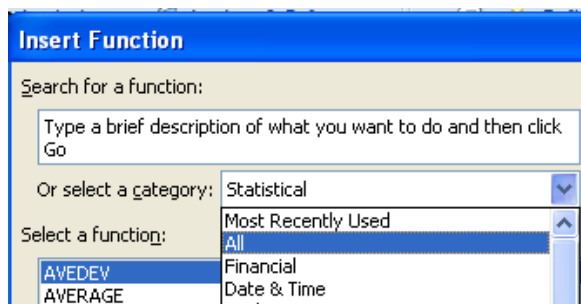 Insert Function
Search for a function:
Type a brief description of what you want to do and then click
Go
Or select a category: Statistical
Most Recently Used
Select a function:
All
Financial
AVEDEV
Date & Time
AVERAGE